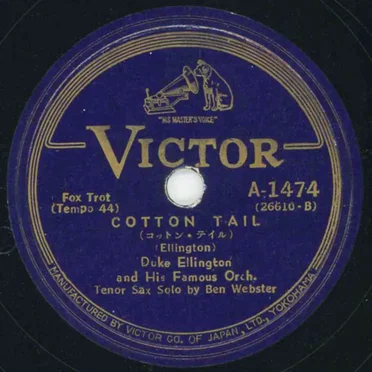 "HIS MASTER'S VOICE"
VICTOR
Fox Trot
(Tempo 44)
A-1474
(26610-B)
COTTON TAIL
(コットン・テイル)
(Ellington)
Duke Ellington
and His Famous Orch.
Tenor Sax Solo by Ben Webster
MANUFACTURED BY VICTOR CO. OF JAPAN, LTD., YOKOHAMA